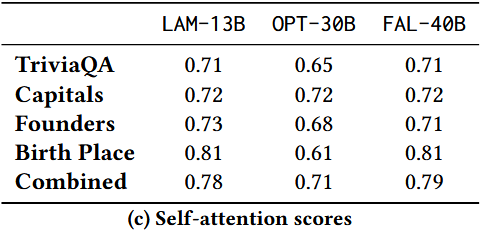 LAM-13B OPT-30B FAL-40B
TriviaQA 0.71 0.65 0.71
Capitals 0.72 0.72 0.72
Founders 0.73 0.68 0.71
Birth Place 0.81 0.61 0.81
Combined 0.78 0.71 0.79
(c) Self-attention scores